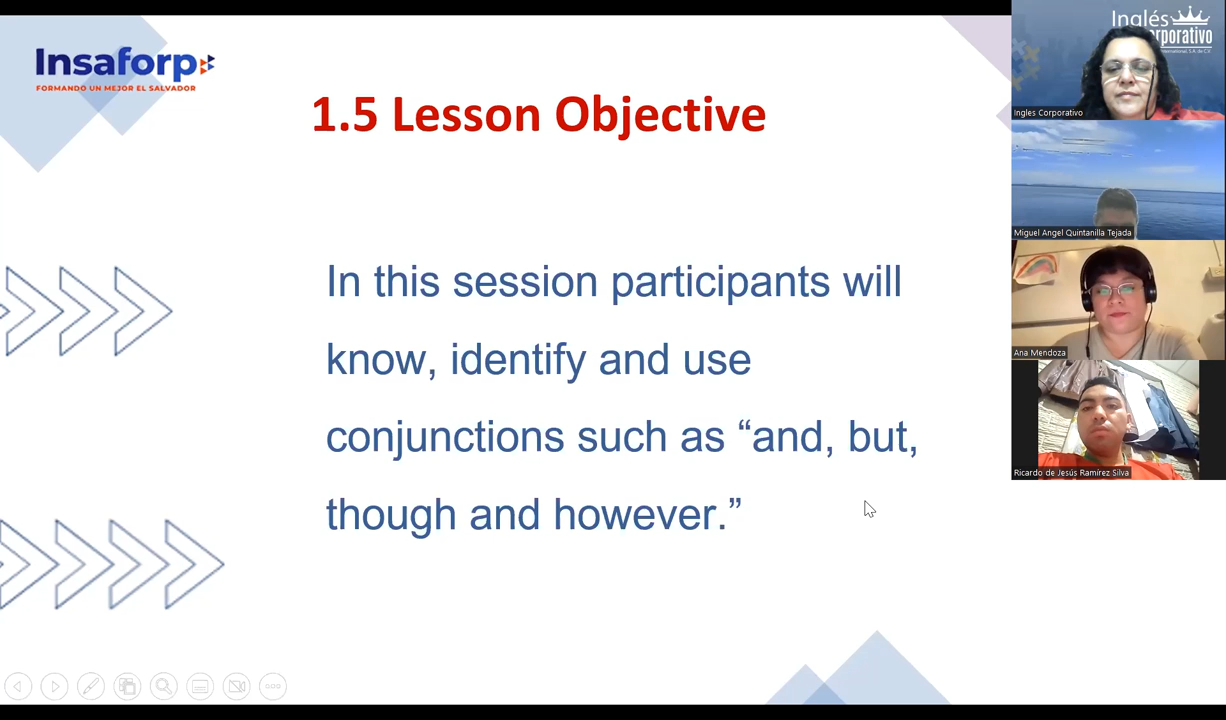 Insaforp
FORMANDO UN MEJOR EL SALVADOR
1.5 Lesson Objective
In this session participants will
know, identify and use
conjunctions such as “and, but,
though and however.”
Inglés
Ingles Corporativo
Miguel Angel Quintanilla Tejada
Ana Mendoza
Ricardo de Jesús Ramírez Silva